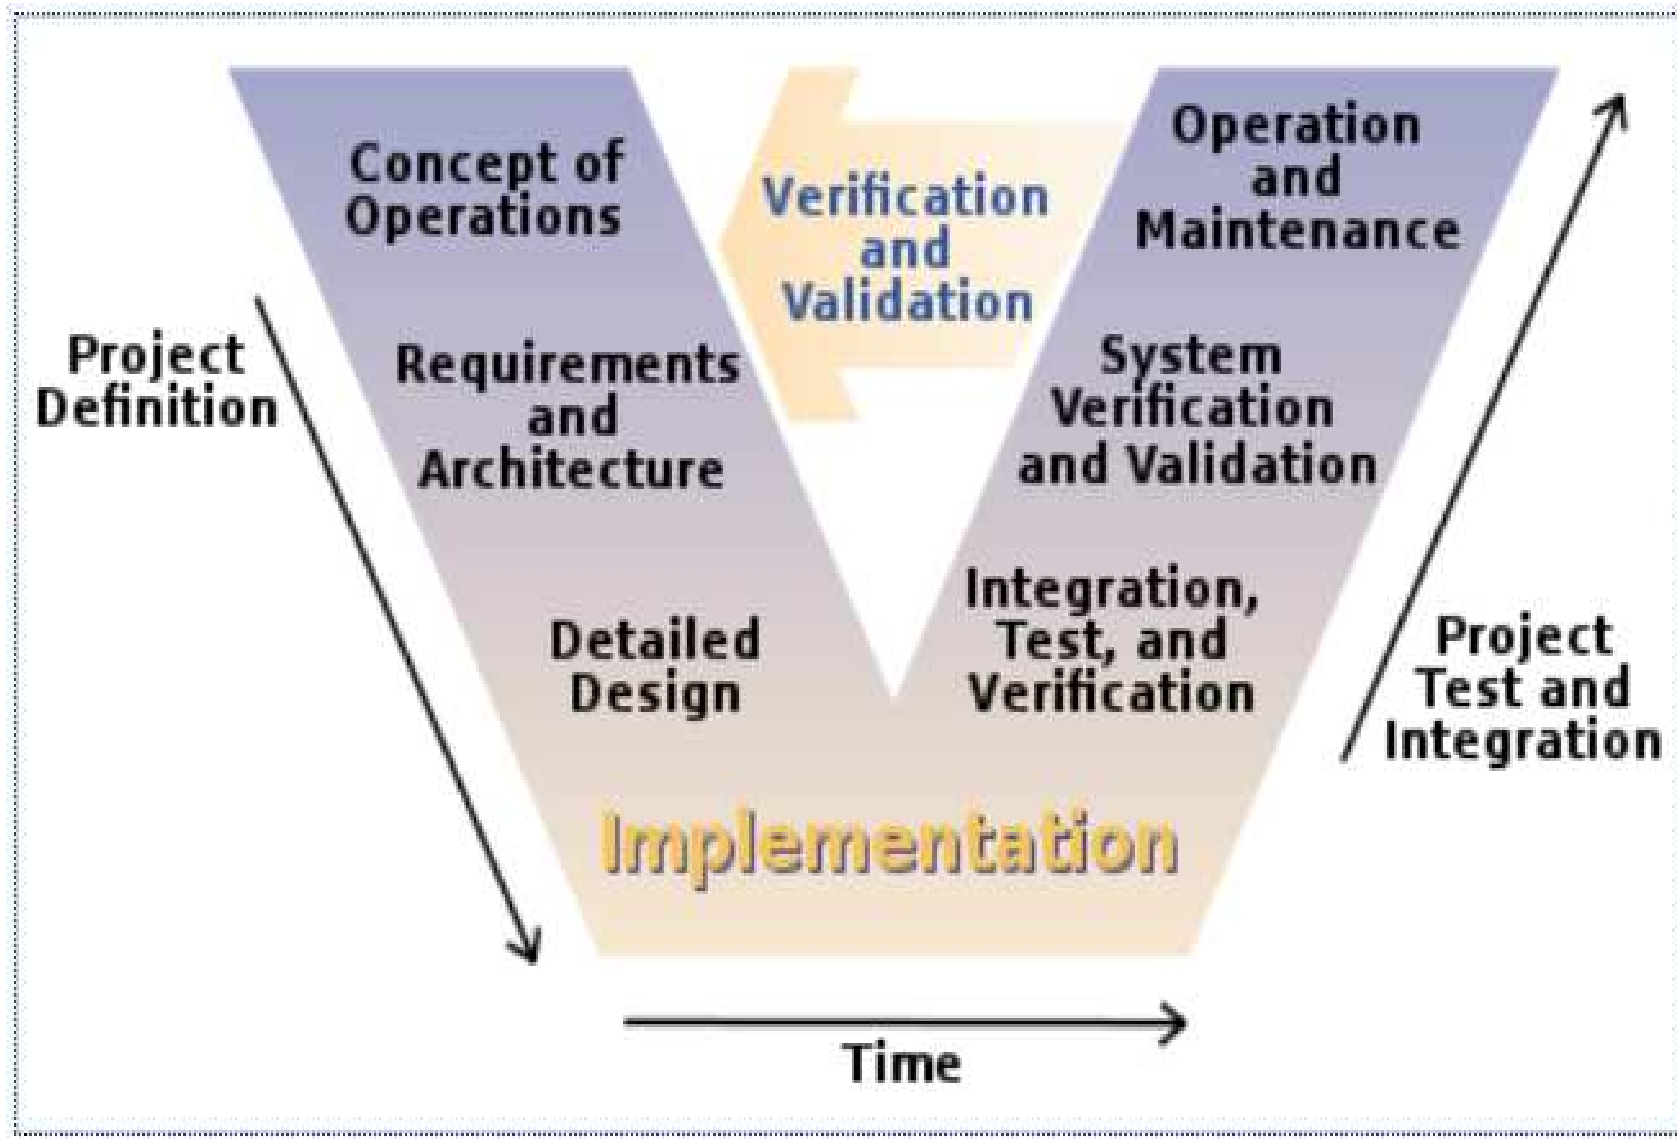 Concept of
Operations
Verification
and
Validation
Operation
and
Maintenance
Project
Definition
Requirements
and
Architecture
System
Verification
and Validation
Detailed
Design
Integration,
Test, and
Verification
Project
Test and
Integration
Implementation
Time